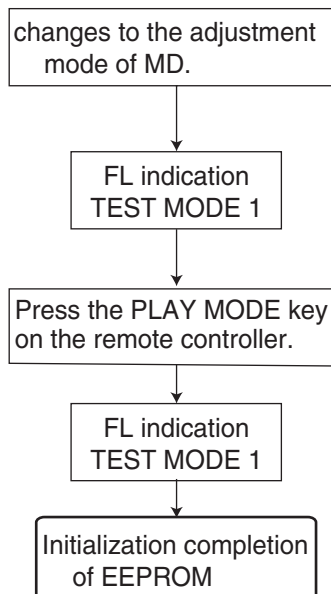 changes to the adjustment
mode of MD.
FL indication
TEST MODE 1
Press the PLAY MODE key
on the remote controller.
FL indication
TEST MODE 1
Initialization completion
of EEPROM